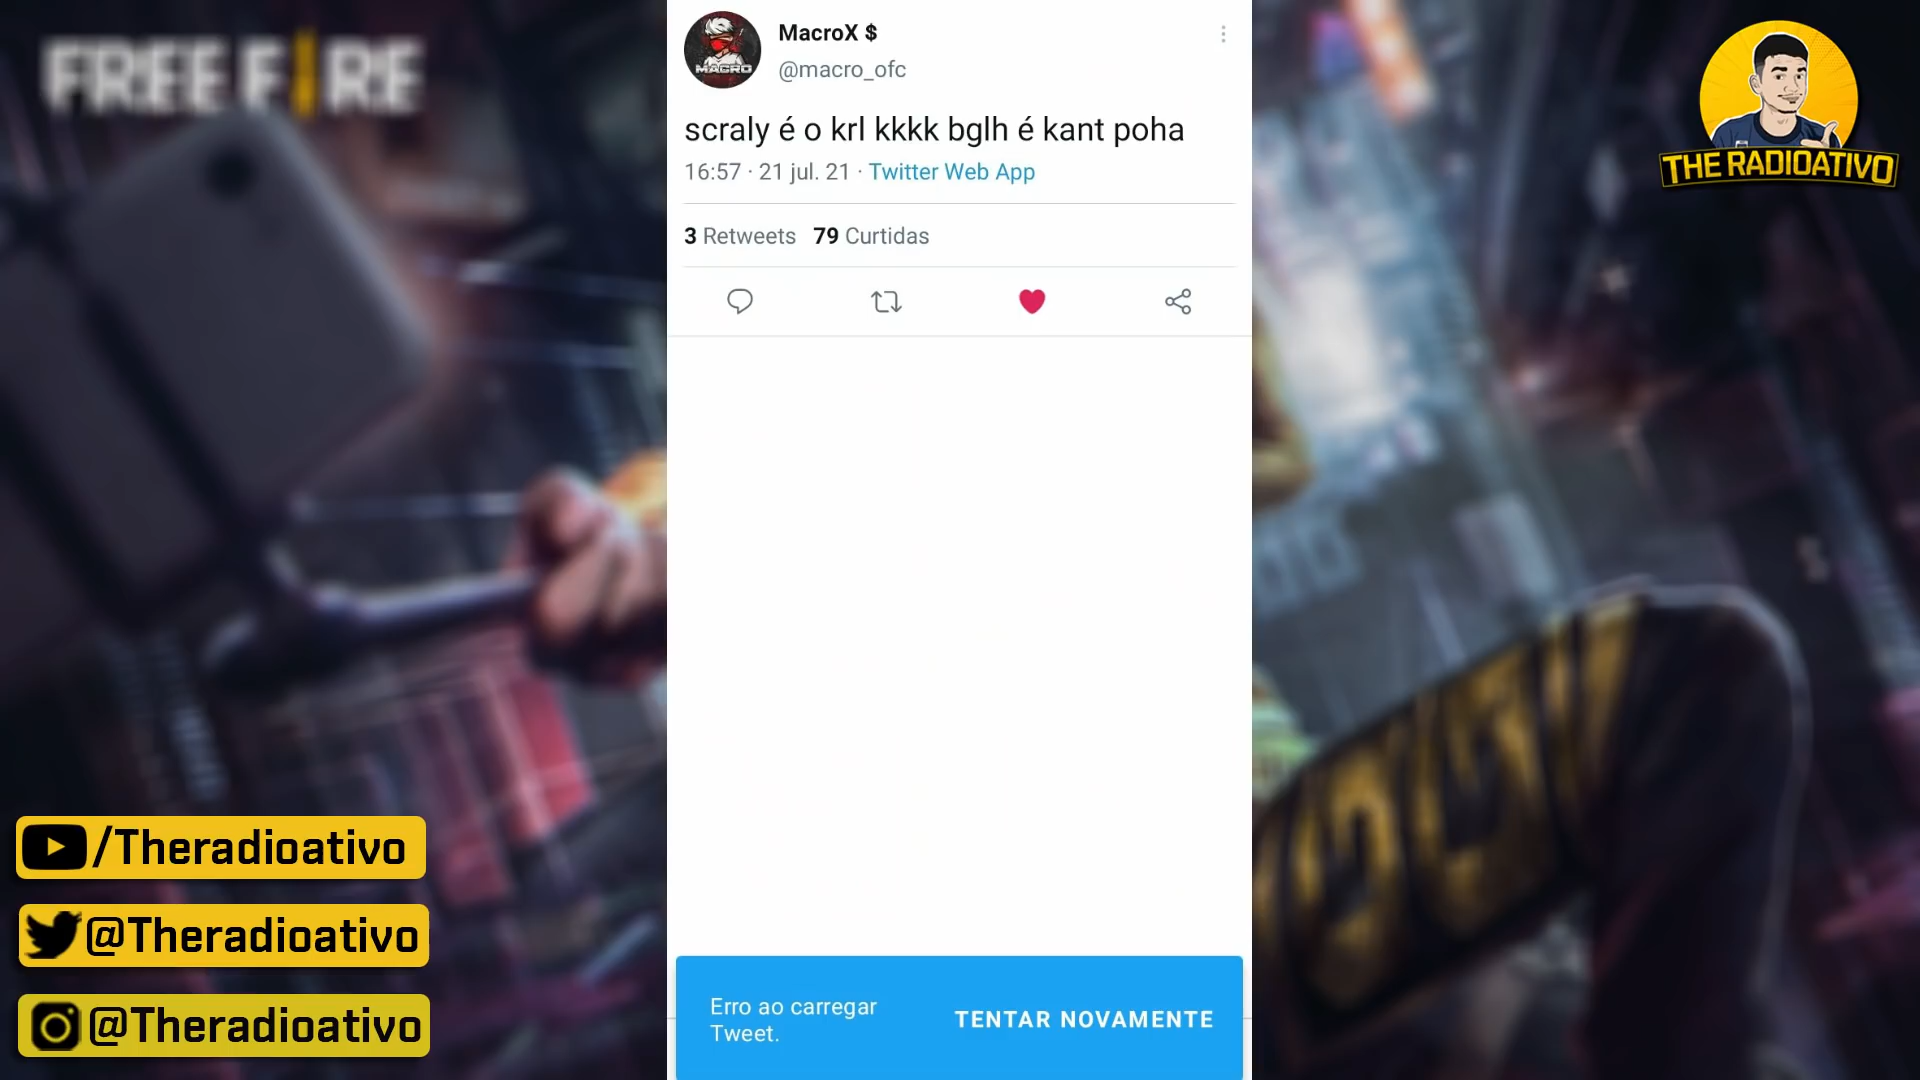 FREE FIRE
MacroX $
@macro_ofc
MACRO
scraly é o krl kkkk bglh é kant poha
16:57 · 21 jul. 21 · Twitter Web App
3 Retweets 79 Curtidas
THE RADIOATIVO
/Theradioativo
@Theradioativo
@Theradioativo
Erro ao carregar
Tweet.
TENTAR NOVAMENTE